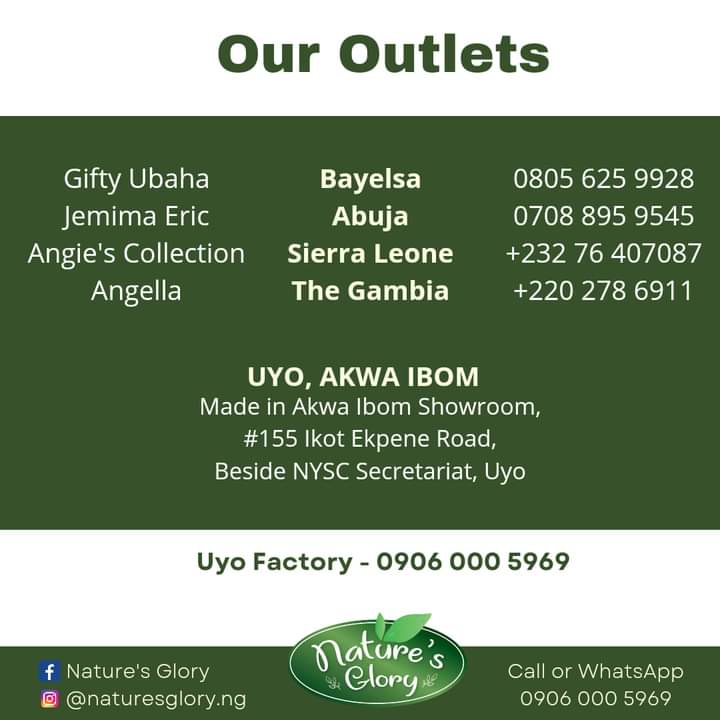 Our Outlets
Gifty Ubaha Bayelsa 0805 625 9928
Jemima Eric Abuja 0708 895 9545
Angie's Collection Sierra Leone +232 76 407087
Angella The Gambia +220 278 6911
UYO, AKWA IBOM
Made in Akwa Ibom Showroom,
#155 Ikot Ekpene Road,
Beside NYSC Secretariat, Uyo
Uyo Factory - 0906 000 5969
Nature's Glory
@naturesglory.ng
Nature's
Glory
Call or WhatsApp
0906 000 5969